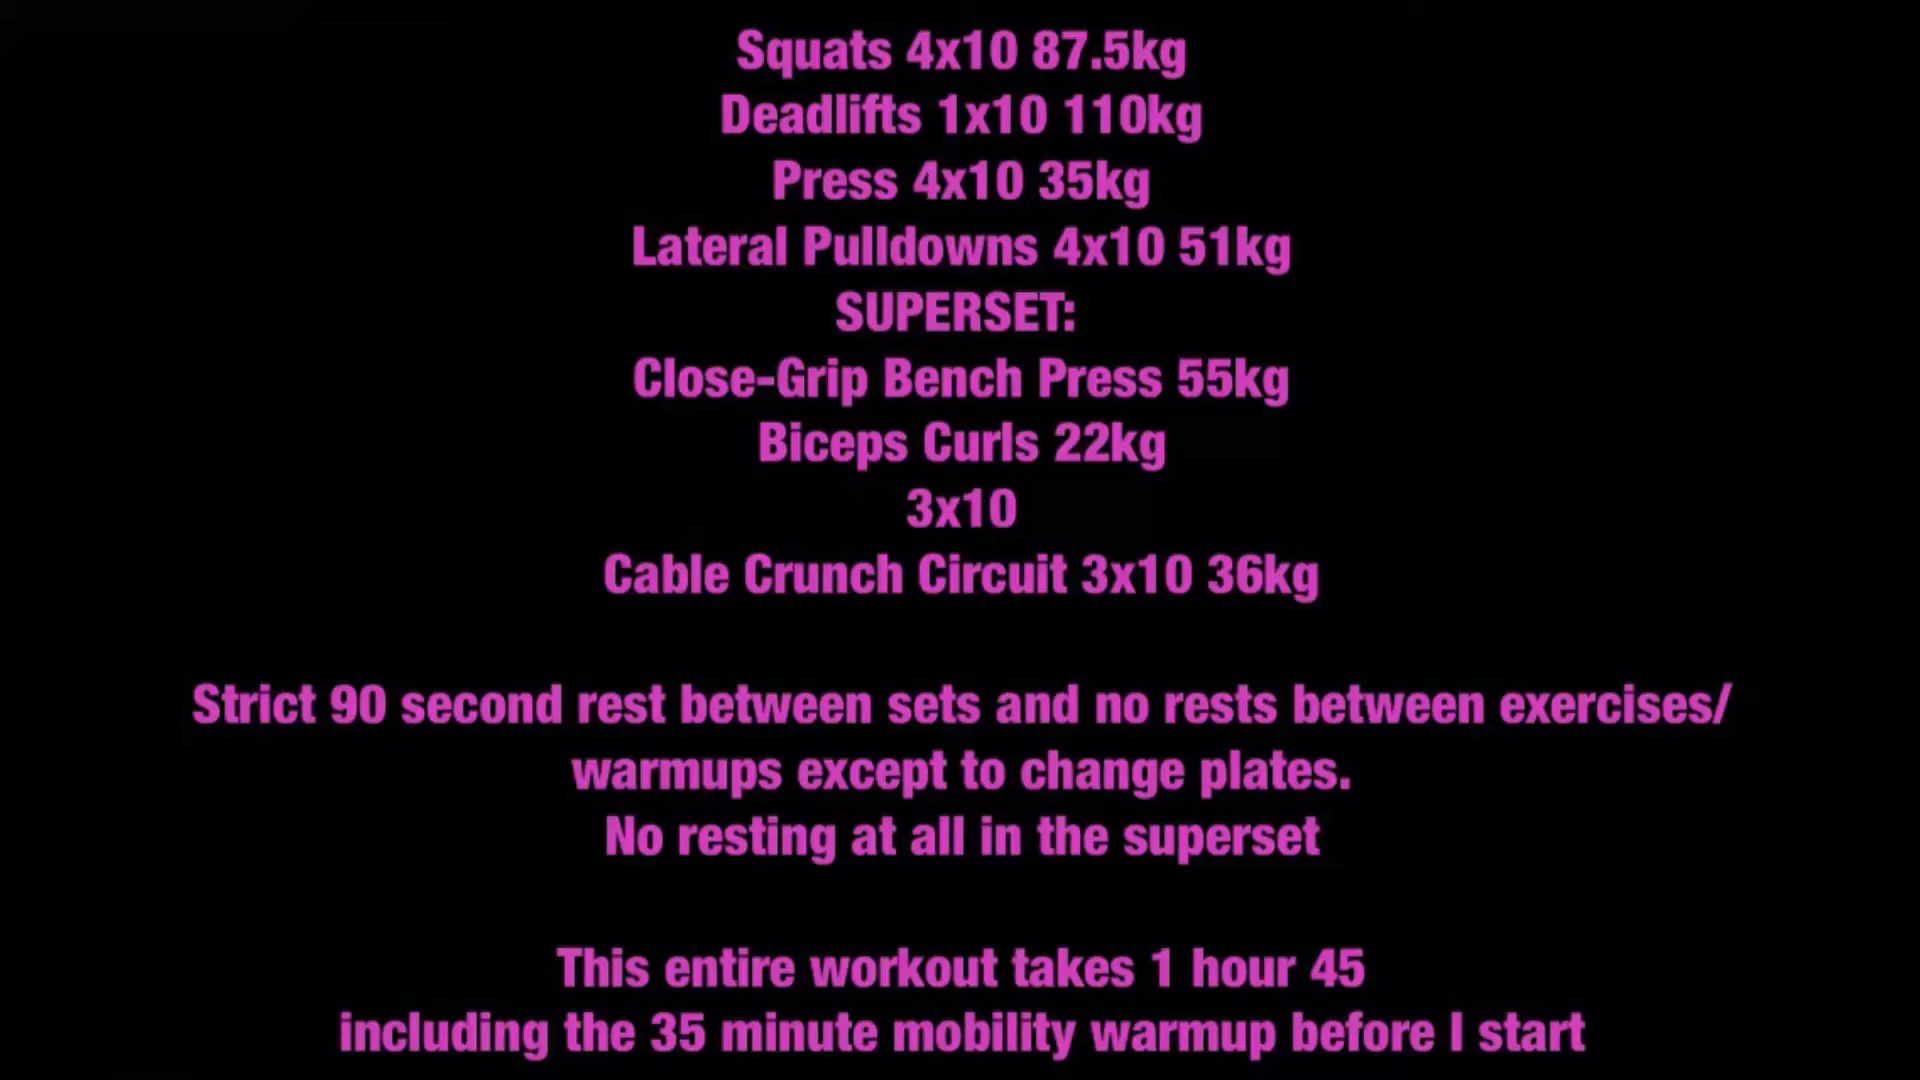 Squats 4x10 87.5kg
Deadlifts 1x10 110kg
Press 4x10 35kg
Lateral Pulldowns 4x10 51kg
SUPERSET:
Close-Grip Bench Press 55kg
Biceps Curls 22kg
3x10
Cable Crunch Circuit 3x10 36kg
Strict 90 second rest between sets and no rests between exercises/
warmups except to change plates.
No resting at all in the superset
This entire workout takes 1 hour 45
including the 35 minute mobility warmup before I start